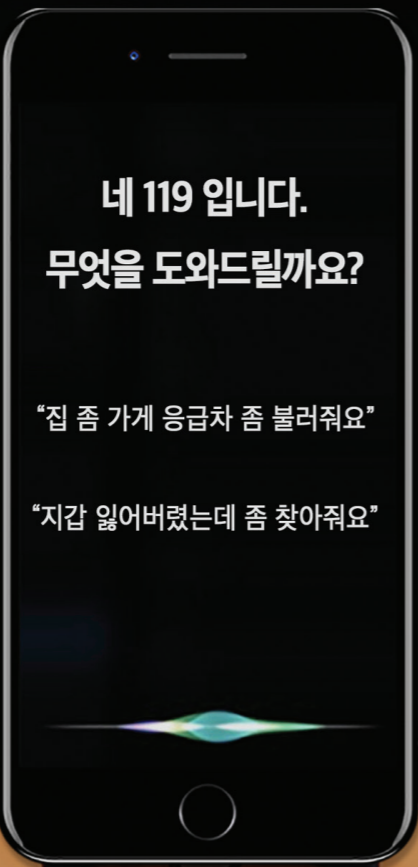 네 119 입니다.
무엇을 도와드릴까요?
“집 좀 가게 응급차 좀 불러줘요”
“지갑 잃어버렸는데 좀 찾아줘요”